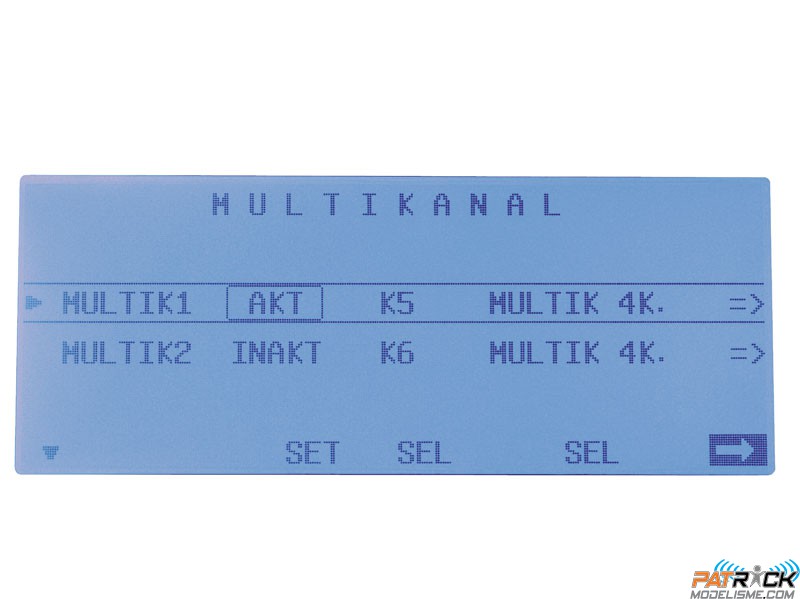 MULTIKANAL
MULTIK1 AKT K5 MULTIK 4K. =>
MULTIK2 INAKT K6 MULTIK 4K. =>
SET SEL SEL
PATRICK
MODELISME.COM